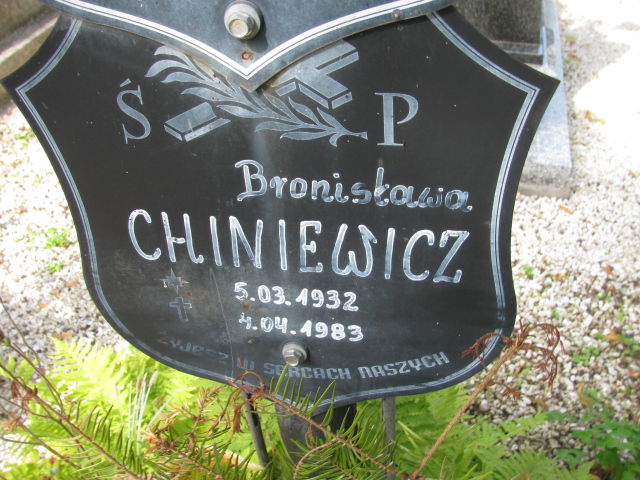 Ś P
Bronisława
CHINIEWICZ
5.03.1932
4.04.1983
ŻYJESZ W SERCACH NASZYCH